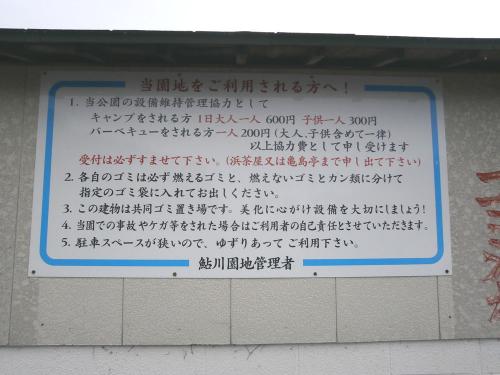 当園地をご利用される方へ!
1. 当公園の設備維持管理協力として
キャンプをされる方 1日大人一人 600円 子供一人 300円
バーベキューをされる方一人 200円 (大人、子供含めて一律)
以上協力費として申し受けます
受付は必ずすませて下さい。(浜茶屋又は亀島亭まで申し出て下さい)
2. 各自のゴミは必ず燃えるゴミと、燃えないゴミとカン類に分けて
指定のゴミ袋に入れてお出しください。
3. この建物は共同ゴミ置き場です。美化に心がけ設備を大切にしましょう!
4. 当園での事故やケガ等をされた場合はご利用者の自己責任とさせていただきます。
5. 駐車スペースが狭いので、ゆずりあって ご利用下さい。
鮎川園地管理者